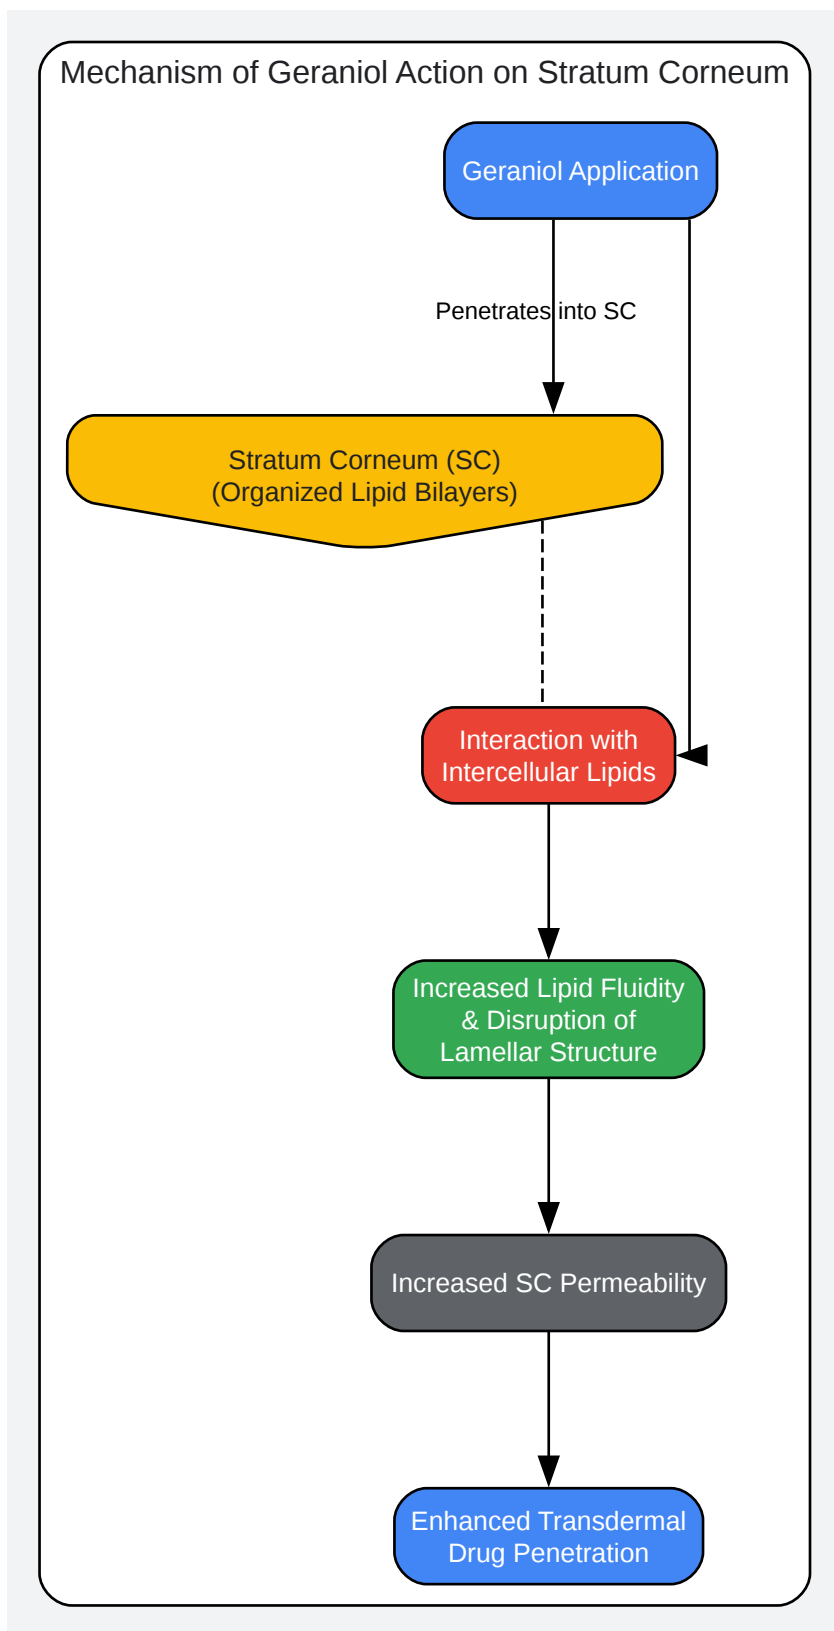 Mechanism of Geraniol Action on Stratum Corneum
Geraniol Application
Penetrates into SC
Stratum Corneum (SC)
(Organized Lipid Bilayers)
Interaction with
Intercellular Lipids
Increased Lipid Fluidity
& Disruption of
Lamellar Structure
Increased SC Permeability
Enhanced Transdermal
Drug Penetration